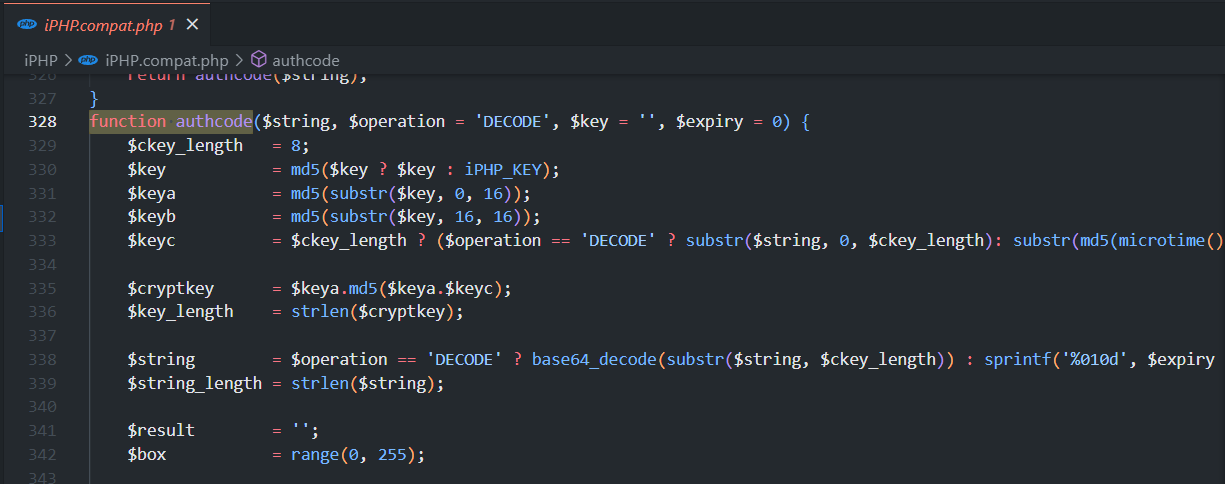 iPHP.compat.php 1 ×
iPHP > iPHP.compat.php > authcode
326 return authcode($string);
327 }
328 function authcode($string, $operation = 'DECODE', $key = '', $expiry = 0) {
329 $ckey_length = 8;
330 $key = md5($key ? $key : iPHP_KEY);
331 $keya = md5(substr($key, 0, 16));
332 $keyb = md5(substr($key, 16, 16));
333 $keyc = $ckey_length ? ($operation == 'DECODE' ? substr($string, 0, $ckey_length): substr(md5(microtime()
334
335 $cryptkey = $keya.md5($keya.$keyc);
336 $key_length = strlen($cryptkey);
337
338 $string = $operation == 'DECODE' ? base64_decode(substr($string, $ckey_length)) : sprintf('%010d', $expiry
339 $string_length = strlen($string);
340
341 $result = '';
342 $box = range(0, 255);
343